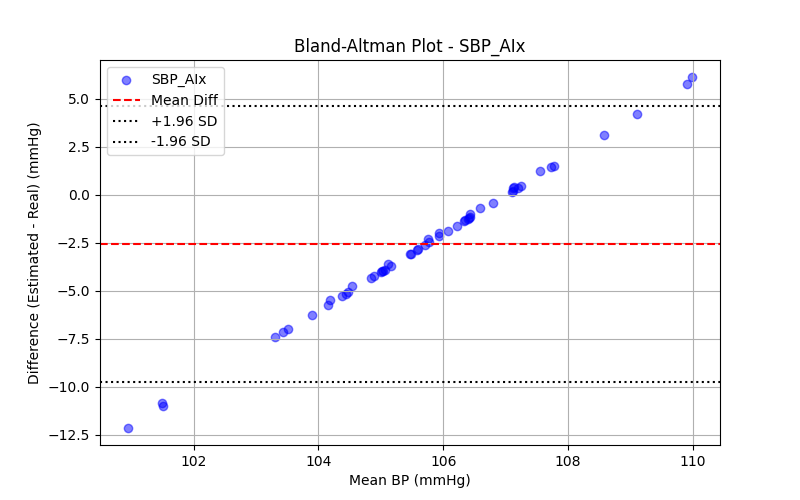 Bland-Altman Plot - SBP_AIx
SBP_AIx
Mean Diff
+1.96 SD
-1.96 SD
Difference (Estimated - Real) (mmHg)
5.0
2.5
0.0
−2.5
−5.0
−7.5
−10.0
−12.5
102
104
106
108
110
Mean BP (mmHg)